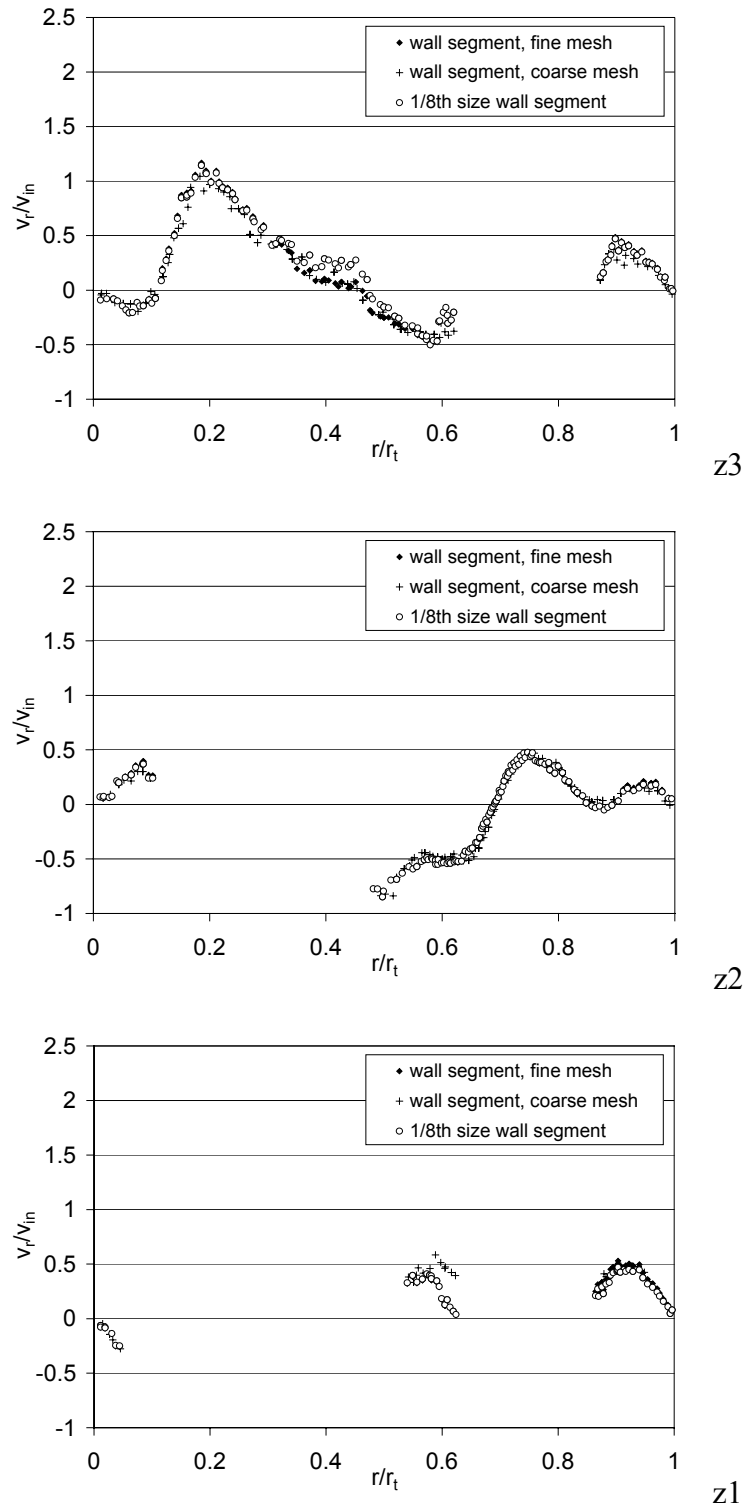 2.5
wall segment, fine mesh
2
wall segment, coarse mesh
1/8th size wall segment
1.5
1
0.5
0
-0.5
-1
v_r/v_in
0 0.2 0.4 0.6 0.8 1
r/r_t
z3
2.5
wall segment, fine mesh
2
wall segment, coarse mesh
1/8th size wall segment
1.5
1
0.5
0
-0.5
-1
v_r/v_in
0 0.2 0.4 0.6 0.8 1
r/r_t
z2
2.5
wall segment, fine mesh
2
wall segment, coarse mesh
1/8th size wall segment
1.5
1
0.5
0
-0.5
-1
v_r/v_in
0 0.2 0.4 0.6 0.8 1
r/r_t
z1